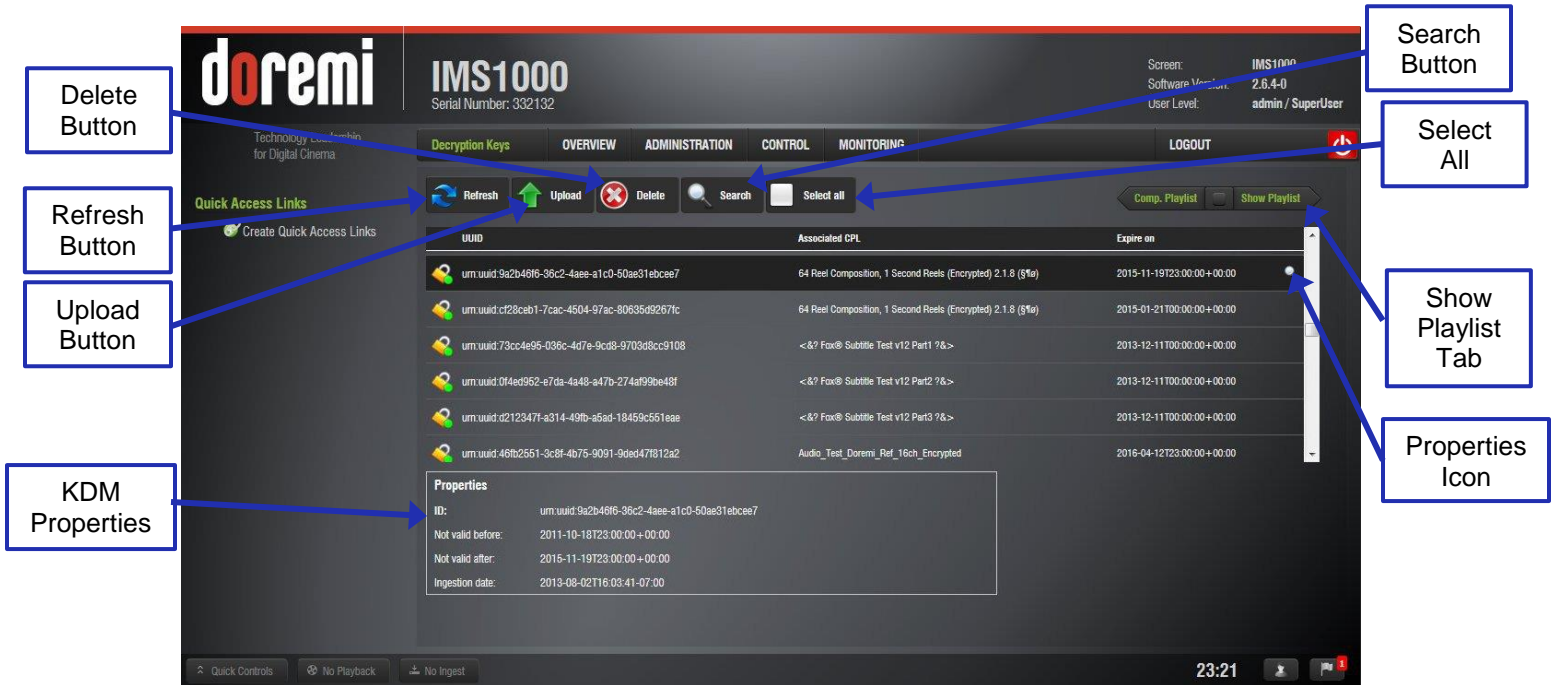 Search
Button
Delete
Button
Select
All
Refresh
Button
Upload
Button
Show
Playlist
Tab
Properties
Icon
KDM
Properties
doremi
Technology Leadership
for Digital Cinema
IMS1000
Serial Number: 332132
Screen: IMS1000
Software Version: 2.6.4-0
User Level: admin / SuperUser
Decryption Keys OVERVIEW ADMINISTRATION CONTROL MONITORING LOGOUT
Quick Access Links
Create Quick Access Links
Refresh Upload Delete Search Select all Comp. Playlist Show Playlist
UUID Associated CPL Expire on
urn:uuid:9a2b46f6-36c2-4aee-a1c0-50ae31ebcee7 64 Reel Composition, 1 Second Reels (Encrypted) 2.1.8 (§¶ø) 2015-11-19T23:00:00+00:00
urn:uuid:cf28ceb1-7cac-4504-97ac-80635d9267fc 64 Reel Composition, 1 Second Reels (Encrypted) 2.1.8 (§¶ø) 2015-01-21T00:00:00+00:00
urn:uuid:73cc4e95-036c-4d7e-9cd8-9703d8cc9108 <&? Fox® Subtitle Test v12 Part1 ?&> 2013-12-11T00:00:00+00:00
urn:uuid:0f4ed952-e7da-4a48-a47b-274af99be48f <&? Fox® Subtitle Test v12 Part2 ?&> 2013-12-11T00:00:00+00:00
urn:uuid:d212347f-a314-49fb-a5ad-18459c551eae <&? Fox® Subtitle Test v12 Part3 ?&> 2013-12-11T00:00:00+00:00
urn:uuid:46fb2551-3c8f-4b75-9091-9ded47f812a2 Audio_Test_Doremi_Ref_16ch_Encrypted 2016-04-12T23:00:00+00:00
Properties
ID: urn:uuid:9a2b46f6-36c2-4aee-a1c0-50ae31ebcee7
Not valid before: 2011-10-18T23:00:00+00:00
Not valid after: 2015-11-19T23:00:00+00:00
Ingestion date: 2013-08-02T16:03:41-07:00
Quick Controls No Playback No Ingest 23:21 1